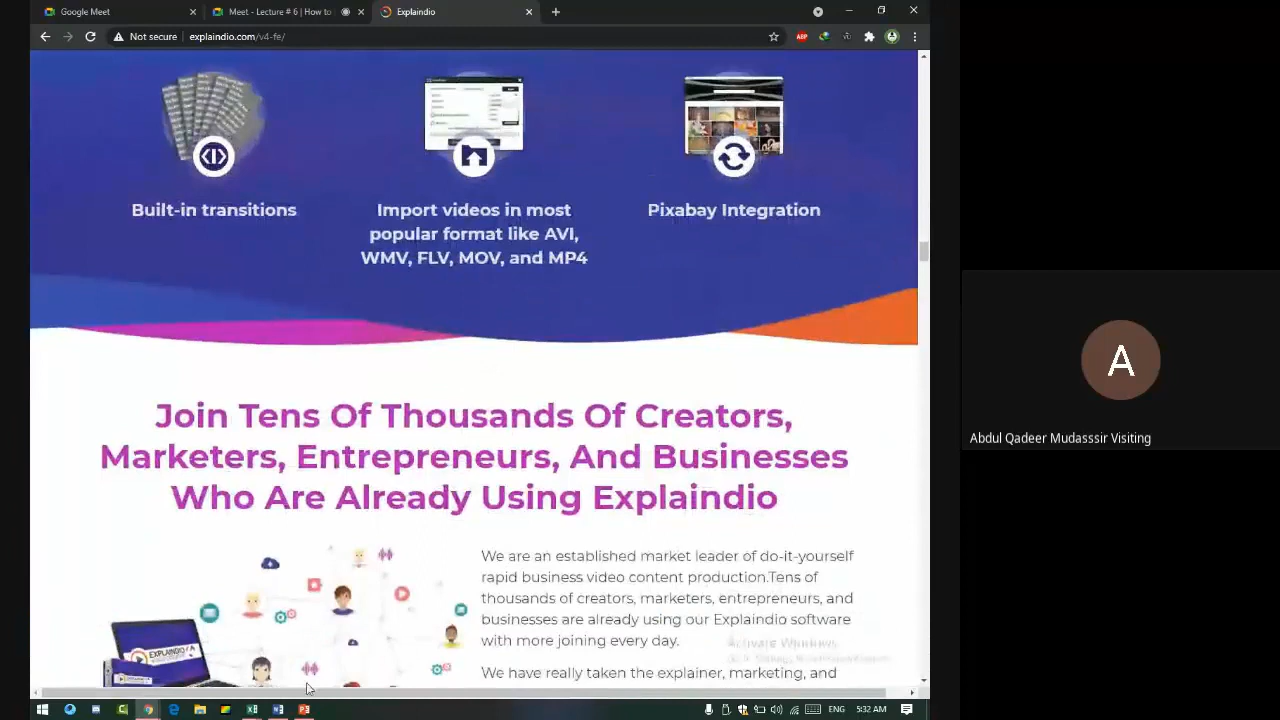 Google Meet
Meet - Lecture # 6 | How to
Explaindio
Not secure
explaindio.com/v4-fe/
ABP
Built-in transitions
Import videos in most
popular format like AVI,
WMV, FLV, MOV, and MP4
Pixabay Integration
Join Tens Of Thousands Of Creators,
Marketers, Entrepreneurs, And Businesses
Who Are Already Using Explaindio
We are an established market leader of do-it-yourself
rapid business video content production.Tens of
thousands of creators, marketers, entrepreneurs, and
businesses are already using our Explaindio software
with more joining every day.
We have really taken the explainer, marketing, and
Activate Windows
A
Abdul Qadeer Mudasssir Visiting
ENG
5:32 AM